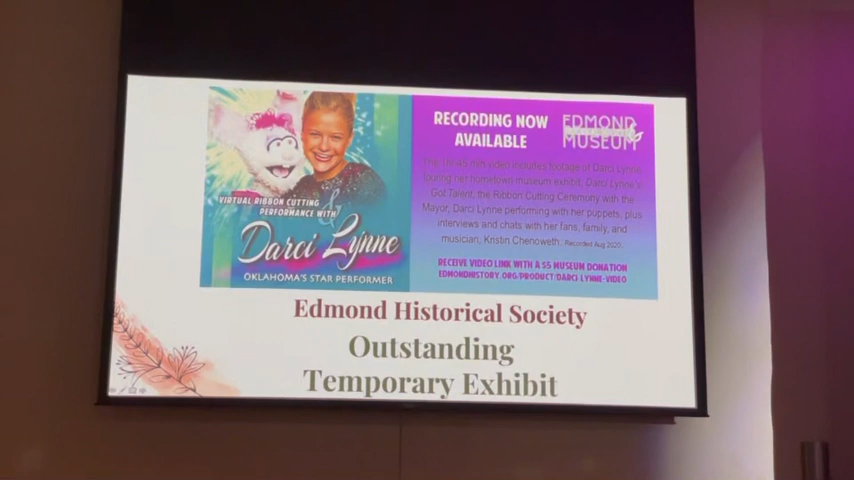 VIRTUAL RIBBON CUTTING
&
PERFORMANCE WITH
Darci Lynne
OKLAHOMA'S STAR PERFORMER
RECORDING NOW
AVAILABLE
EDMOND
MUSEUM
video includes footage of Darci Lynne
touring her hometown museum exhibit, Darci Lynne's
Got Talent, the Ribbon Cutting Ceremony with the
Mayor, Darci Lynne performing with her puppets, plus
interviews and chats with her fans, family, and
musician, Kristin Chenoweth. Recorded Aug 2020.
RECEIVE VIDEO LINK WITH A $5 MUSEUM DONATION
EDMONDHISTORY.ORG/PRODUCT/DARCI-LYNNE-VIDEO
Edmond Historical Society
Outstanding
Temporary Exhibit